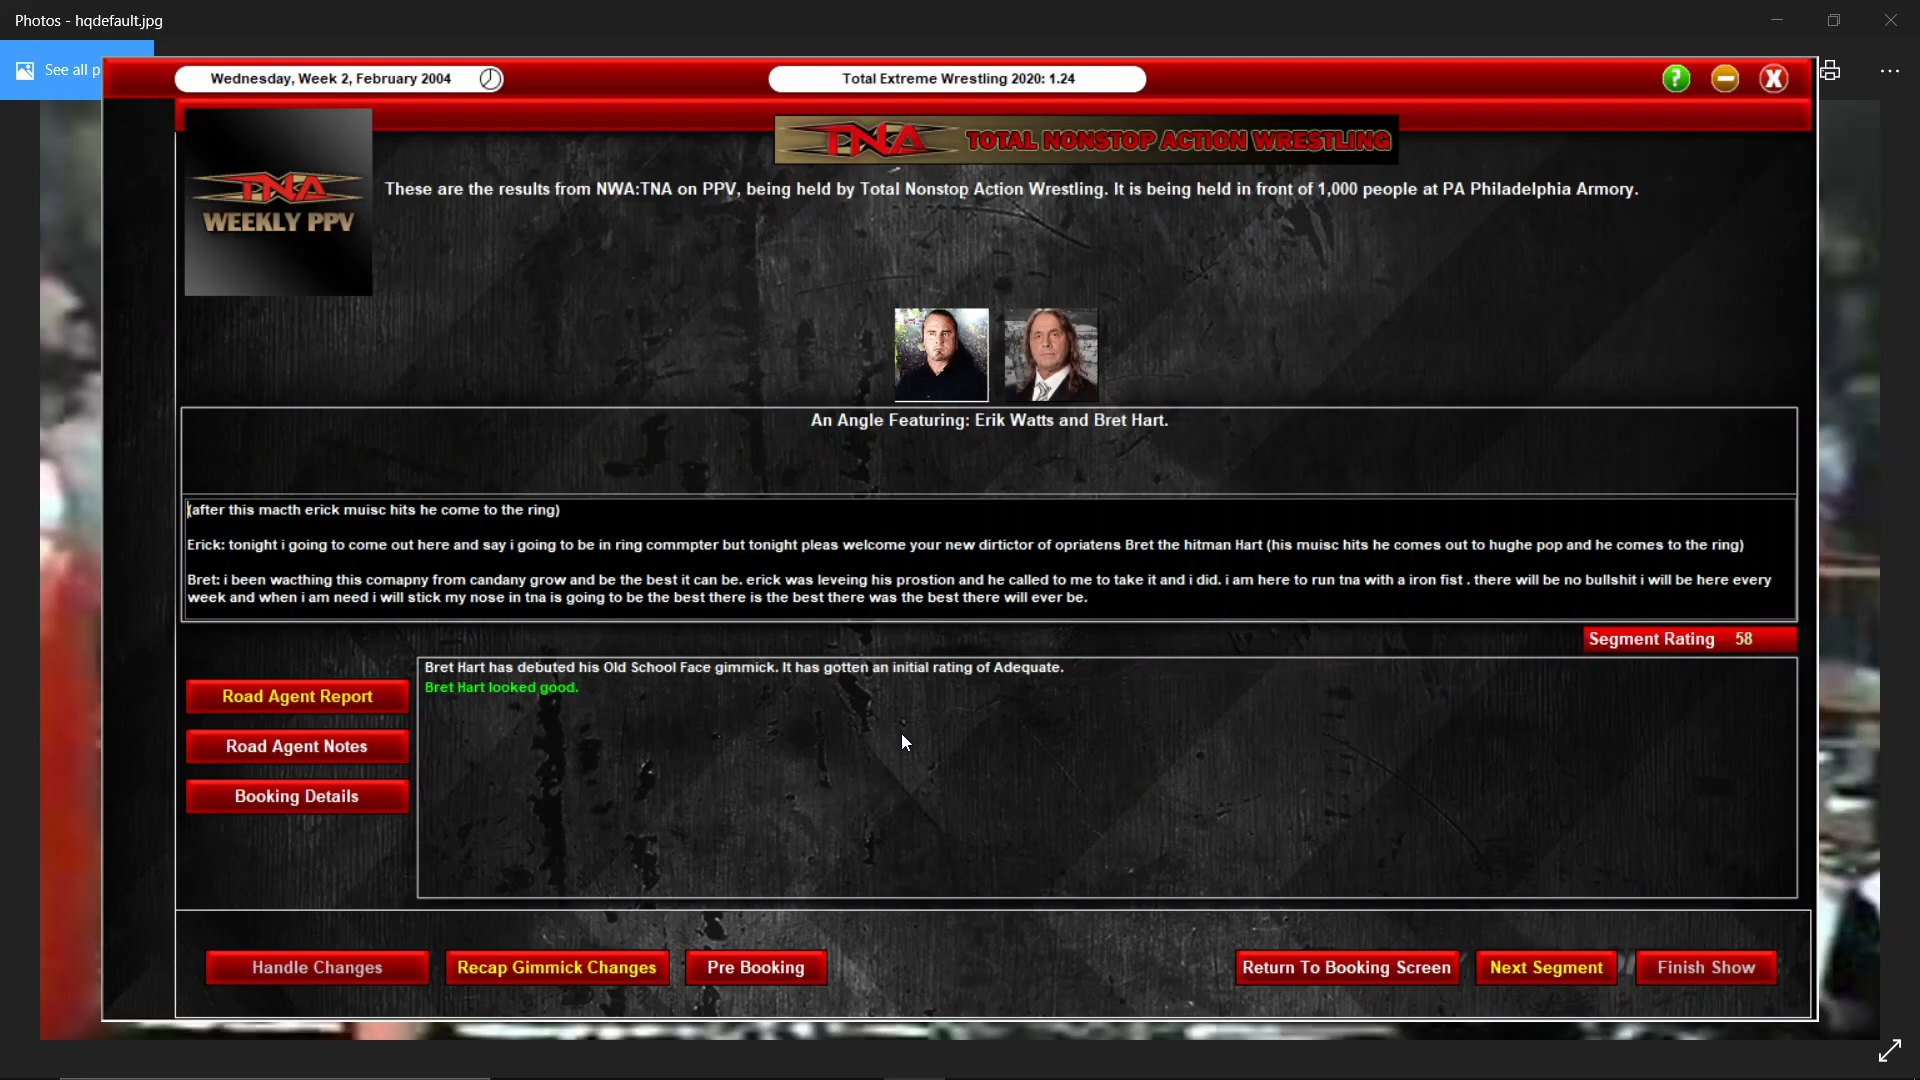 Photos - hqdefault.jpg
See all p
Wednesday, Week 2, February 2004
Total Extreme Wrestling 2020: 1.24
TNA TOTAL NONSTOP ACTION WRESTLING
TNA
WEEKLY PPV
These are the results from NWA:TNA on PPV, being held by Total Nonstop Action Wrestling. It is being held in front of 1,000 people at PA Philadelphia Armory.
An Angle Featuring: Erik Watts and Bret Hart.
(after this macth erick muisc hits he come to the ring)
Erick: tonight i going to come out here and say i going to be in ring commpter but tonight pleas welcome your new dirtictor of opriatens Bret the hitman Hart (his muisc hits he comes out to hughe pop and he comes to the ring)
Bret: i been wacthing this comapny from candany grow and be the best it can be. erick was leveing his prostion and he called to me to take it and i did. i am here to run tna with a iron fist . there will be no bullshit i will be here every
week and when i am need i will stick my nose in tna is going to be the best there is the best there was the best there will ever be.
Segment Rating 58
Bret Hart has debuted his Old School Face gimmick. It has gotten an initial rating of Adequate.
Bret Hart looked good.
Road Agent Report
Road Agent Notes
Booking Details
Handle Changes
Recap Gimmick Changes
Pre Booking
Return To Booking Screen
Next Segment
Finish Show